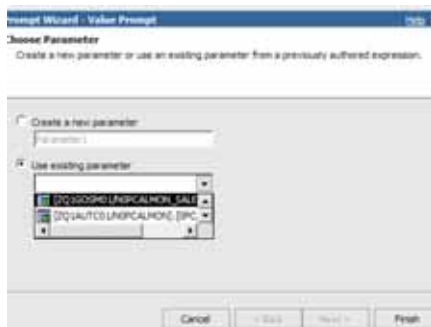 Prompt Wizard - Value Prompt
Help
Choose Parameter
Create a new parameter or use an existing parameter from a previously authored expression.
Create a new parameter
Parameter1
Use existing parameter
Cancel
< Back
Next >
Finish